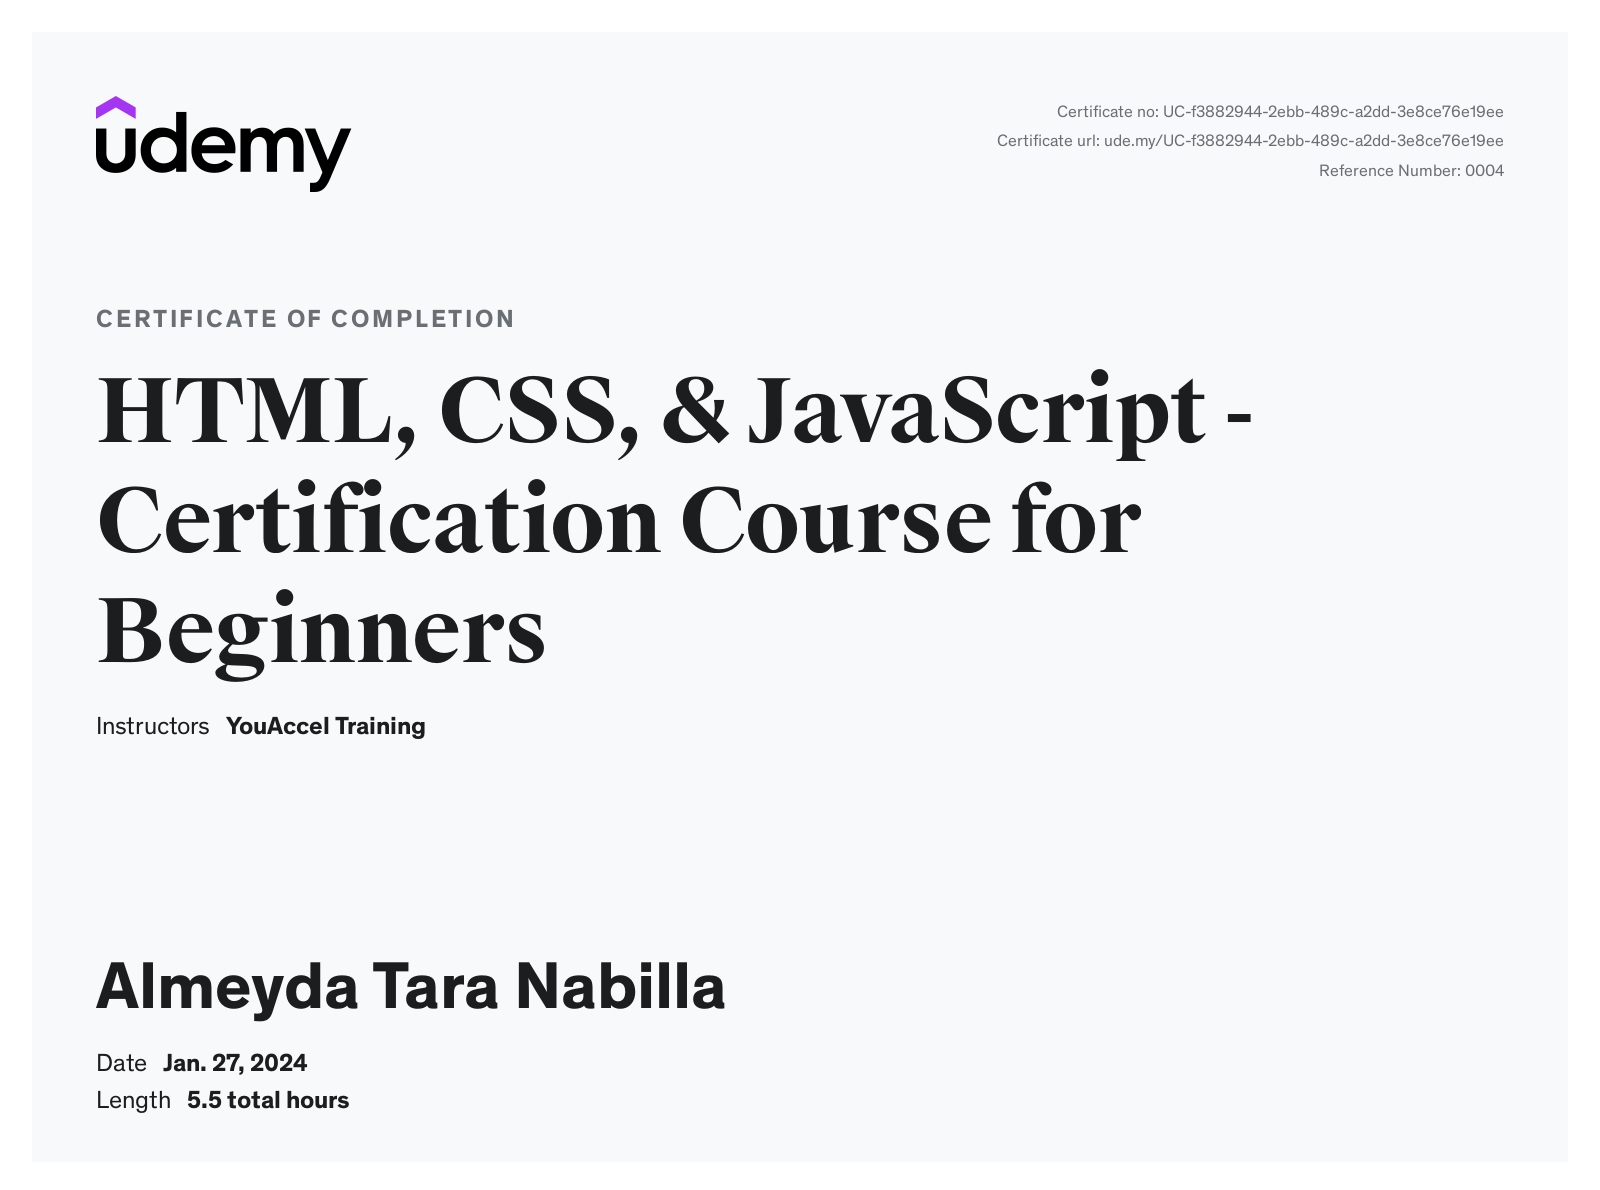 udemy
Certificate no: UC-f3882944-2ebb-489c-a2dd-3e8ce76e19ee
Certificate url: ude.my/UC-f3882944-2ebb-489c-a2dd-3e8ce76e19ee
Reference Number: 0004
CERTIFICATE OF COMPLETION
HTML, CSS, & JavaScript -
Certification Course for
Beginners
Instructors YouAccel Training
Almeyda Tara Nabilla
Date Jan. 27, 2024
Length 5.5 total hours